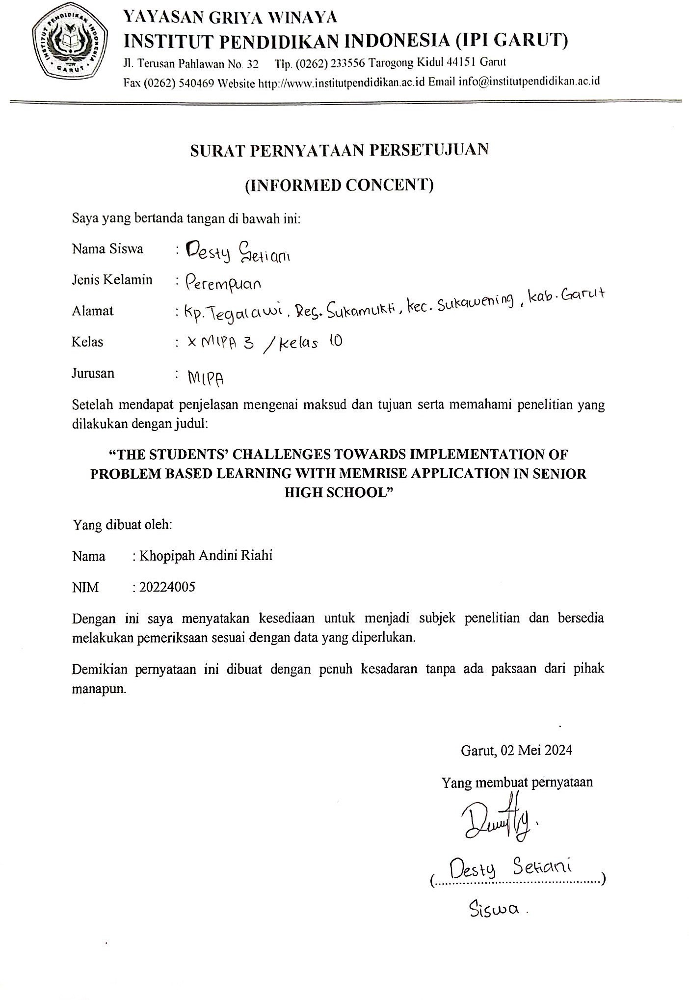 INSTITUT PENDIDIKAN INDONESIA
GARUT
YAYASAN GRIYA WINAYA
INSTITUT PENDIDIKAN INDONESIA (IPI GARUT)
Jl. Terusan Pahlawan No. 32 Tlp. (0262) 233556 Tarogong Kidul 44151 Garut
Fax (0262) 540469 Website http://www.institutpendidikan.ac.id Email info@institutpendidikan.ac.id
SURAT PERNYATAAN PERSETUJUAN
(INFORMED CONCENT)
Saya yang bertanda tangan di bawah ini:
Nama Siswa : Desty Setiani
Jenis Kelamin : Perempuan
Alamat : Kp. Tegalawi. Des. Sukamukti, kec. Sukawening, kab. Garut
Kelas : X MIPA 3 / kelas 10
Jurusan : MIPA
Setelah mendapat penjelasan mengenai maksud dan tujuan serta memahami penelitian yang
dilakukan dengan judul:
“THE STUDENTS’ CHALLENGES TOWARDS IMPLEMENTATION OF
PROBLEM BASED LEARNING WITH MEMRISE APPLICATION IN SENIOR
HIGH SCHOOL”
Yang dibuat oleh:
Nama : Khopipah Andini Riahi
NIM : 20224005
Dengan ini saya menyatakan kesediaan untuk menjadi subjek penelitian dan bersedia
melakukan pemeriksaan sesuai dengan data yang diperlukan.
Demikian pernyataan ini dibuat dengan penuh kesadaran tanpa ada paksaan dari pihak
manapun.
Garut, 02 Mei 2024
Yang membuat pernyataan
(Desty Setiani)
Siswa.